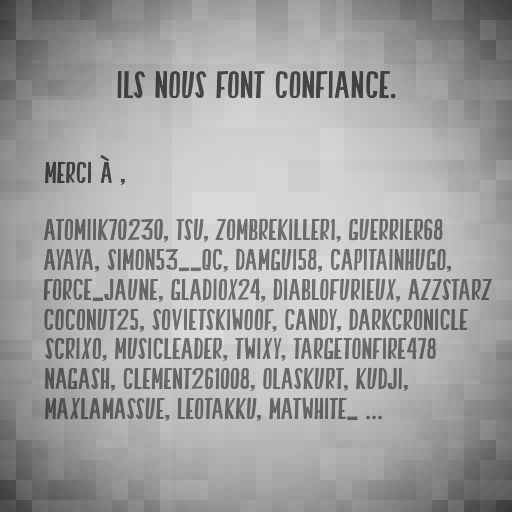 ILS NOUS FONT CONFIANCE.
MERCI À ,
ATOMIIK70230, TSU, ZOMBREKILLER1, GUERRIER68
AYAYA, SIMON53__QC, DAMGUI58, CAPITAINHUGO,
FORCE_JAUNE, GLADIOX24, DIABLOFURIEUX, AZZSTARZ
COCONUT25, SOVIETSKIWOOF, CANDY, DARKCRONICLE
SCRIXO, MUSICLEADER, TWIXY, TARGETONFIRE478
NAGASH, CLEMENT261008, OLASKURT, KUDJI,
MAXLAMASSUE, LEOTAKKU, MATWHITE_ ...